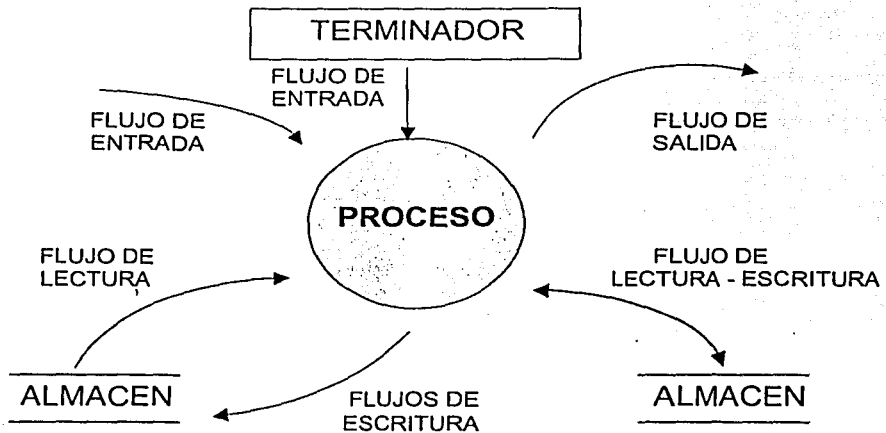 TERMINADOR
FLUJO DE
ENTRADA
FLUJO DE
ENTRADA
FLUJO DE
SALIDA
PROCESO
FLUJO DE
LECTURA
FLUJO DE
LECTURA - ESCRITURA
ALMACEN
FLUJOS DE
ESCRITURA
ALMACEN